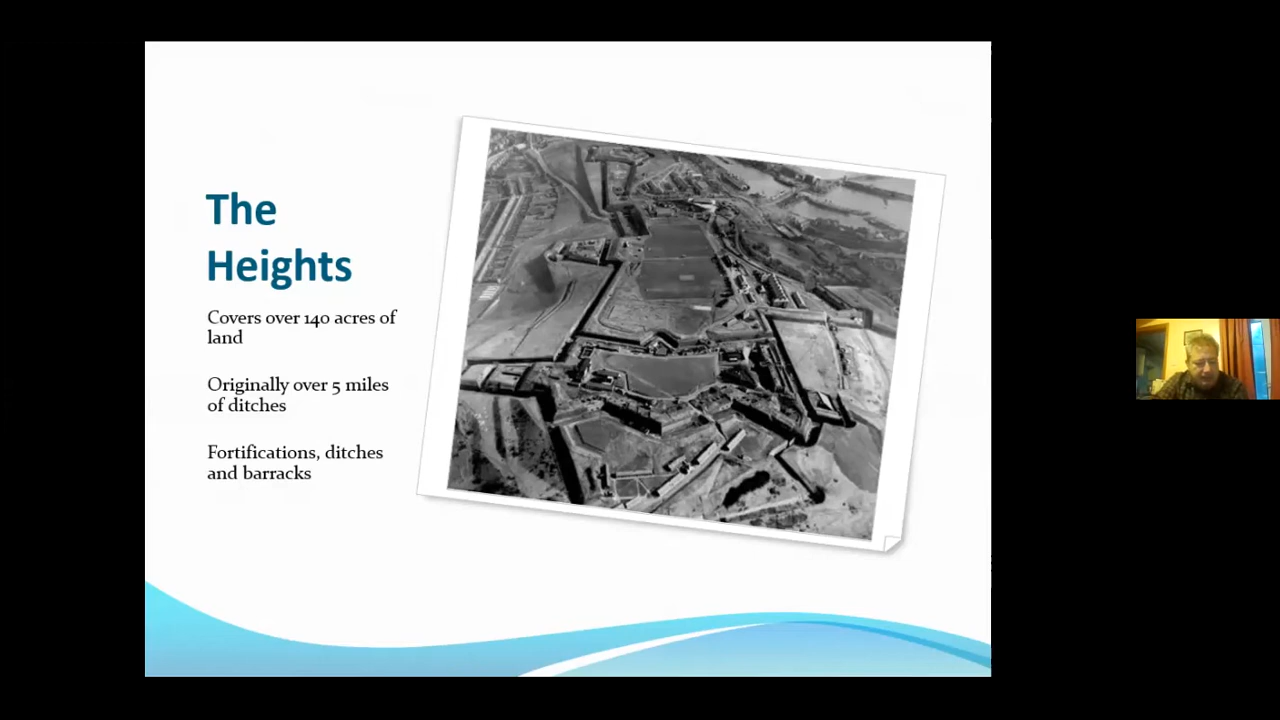 The
Heights
Covers over 140 acres of
land
Originally over 5 miles
of ditches
Fortifications, ditches
and barracks